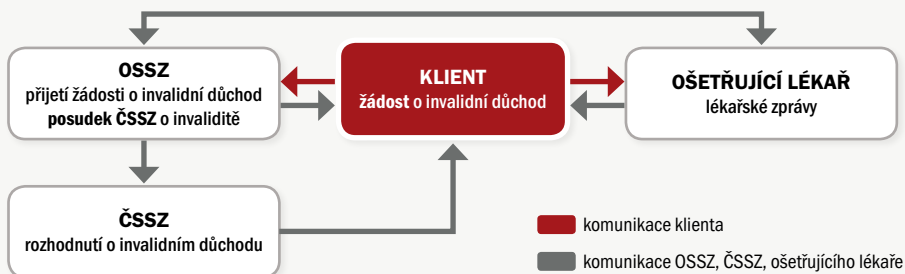 OSSZ
přijetí žádosti o invalidní důchod
posudek ČSSZ o invaliditě
KLIENT
žádost o invalidní důchod
OŠETŘUJÍCÍ LÉKAŘ
lékařské zprávy
ČSSZ
rozhodnutí o invalidním důchodu
komunikace klienta
komunikace OSSZ, ČSSZ, ošetřujícího lékaře